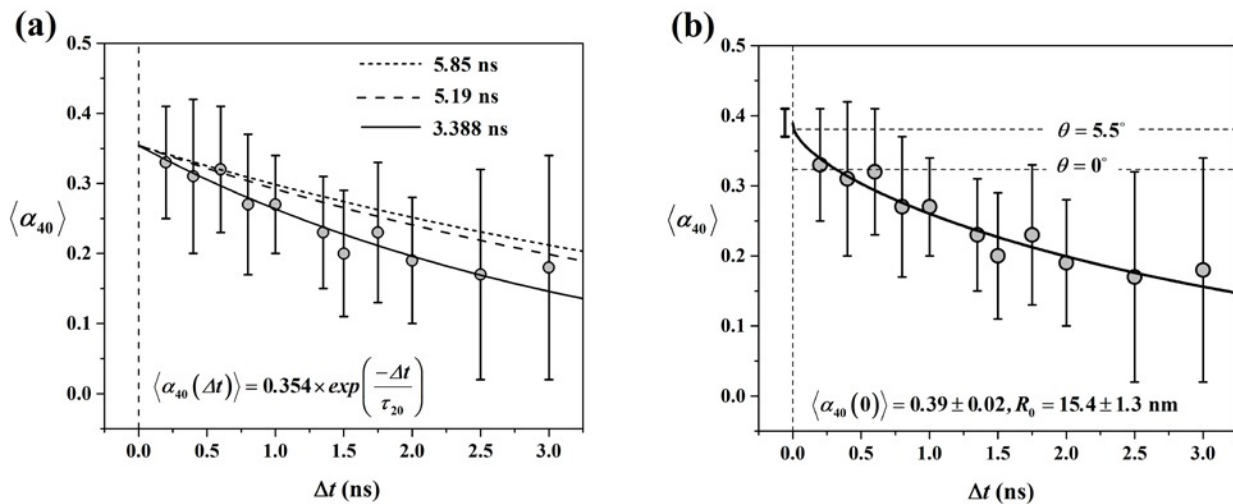 (a)
0.5
0.4
0.3
0.2
0.1
0.0
⟨α₄₀⟩
5.85 ns
5.19 ns
3.388 ns
⟨α₄₀(Δt)⟩ = 0.354 × exp(−Δt/τ₂₀)
0.0 0.5 1.0 1.5 2.0 2.5 3.0
Δt (ns)
(b)
0.5
0.4
0.3
0.2
0.1
0.0
⟨α₄₀⟩
θ = 5.5°
θ = 0°
⟨α₄₀(0)⟩ = 0.39 ± 0.02, R₀ = 15.4 ± 1.3 nm
0.0 0.5 1.0 1.5 2.0 2.5 3.0
Δt (ns)